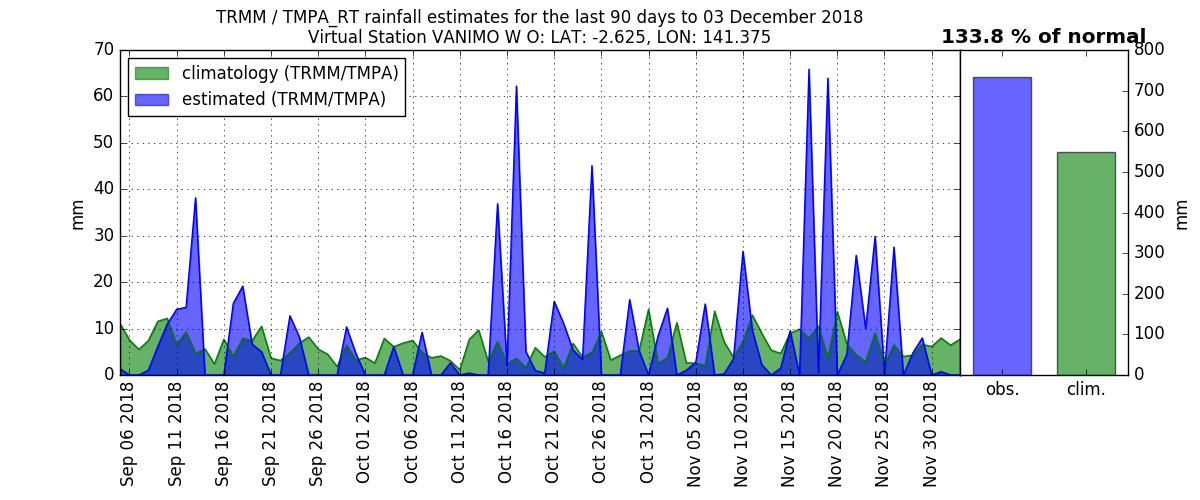 TRMM / TMPA_RT rainfall estimates for the last 90 days to 03 December 2018
Virtual Station VANIMO W O: LAT: -2.625, LON: 141.375
133.8 % of normal
climatology (TRMM/TMPA)
estimated (TRMM/TMPA)
mm
70
60
50
40
30
20
10
0
Sep 06 2018
Sep 11 2018
Sep 16 2018
Sep 21 2018
Sep 26 2018
Oct 01 2018
Oct 06 2018
Oct 11 2018
Oct 16 2018
Oct 21 2018
Oct 26 2018
Oct 31 2018
Nov 05 2018
Nov 10 2018
Nov 15 2018
Nov 20 2018
Nov 25 2018
Nov 30 2018
obs.
clim.
800
700
600
500
400
300
200
100
0
mm